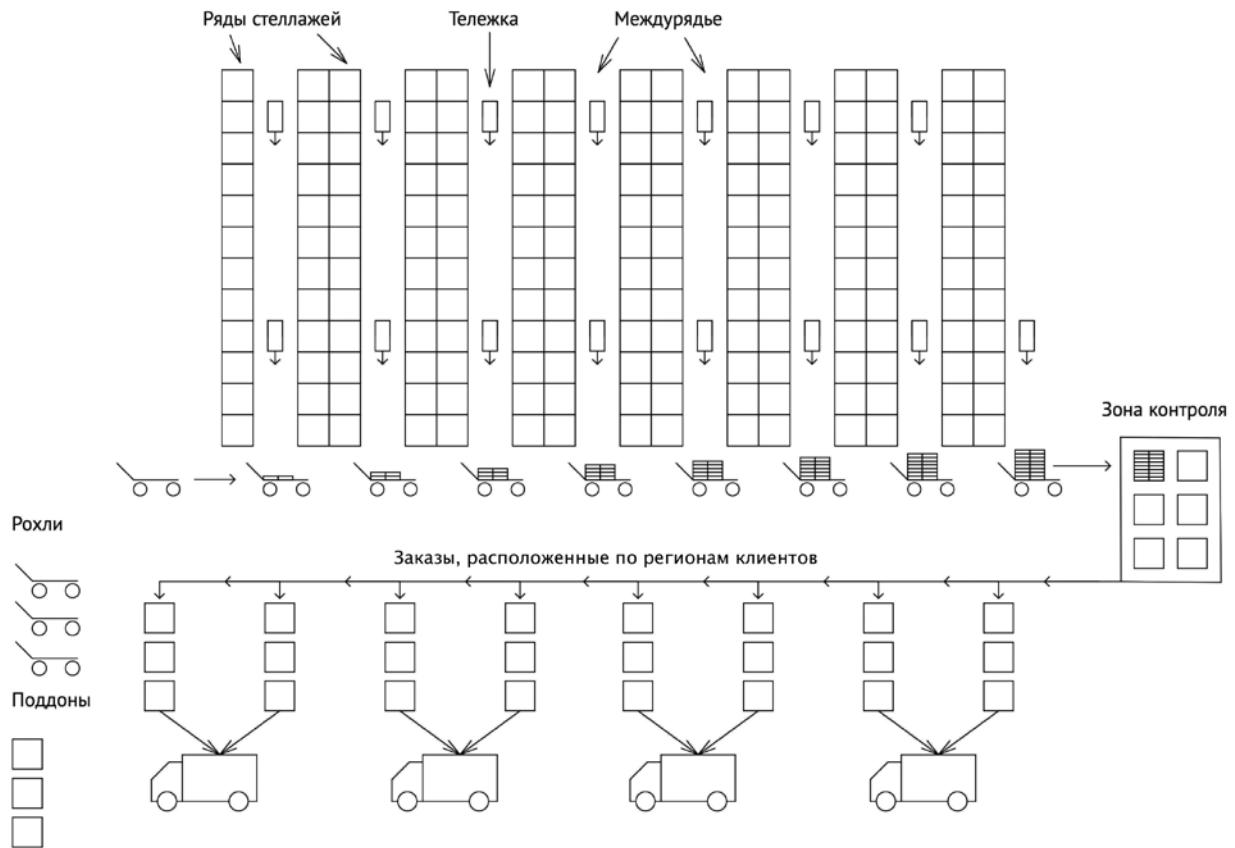 Ряды стеллажей
Тележка
Междурядье
Зона контроля
Рохли
Заказы, расположенные по регионам клиентов
Поддоны